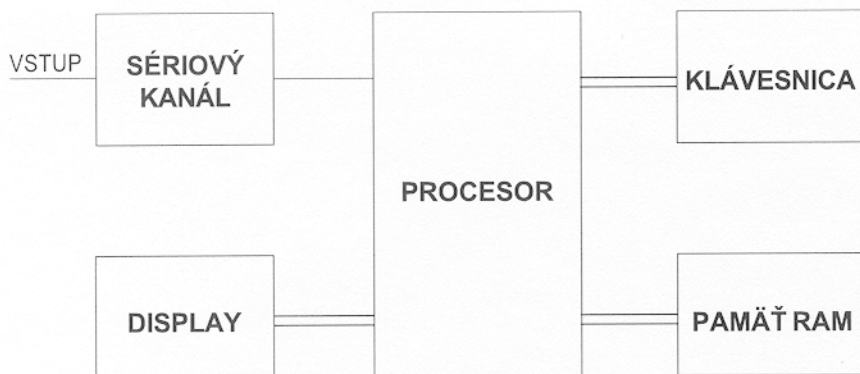 VSTUP
SÉRIOVÝ
KANÁL
KLÁVESNICA
PROCESOR
DISPLAY
PAMÄŤ RAM